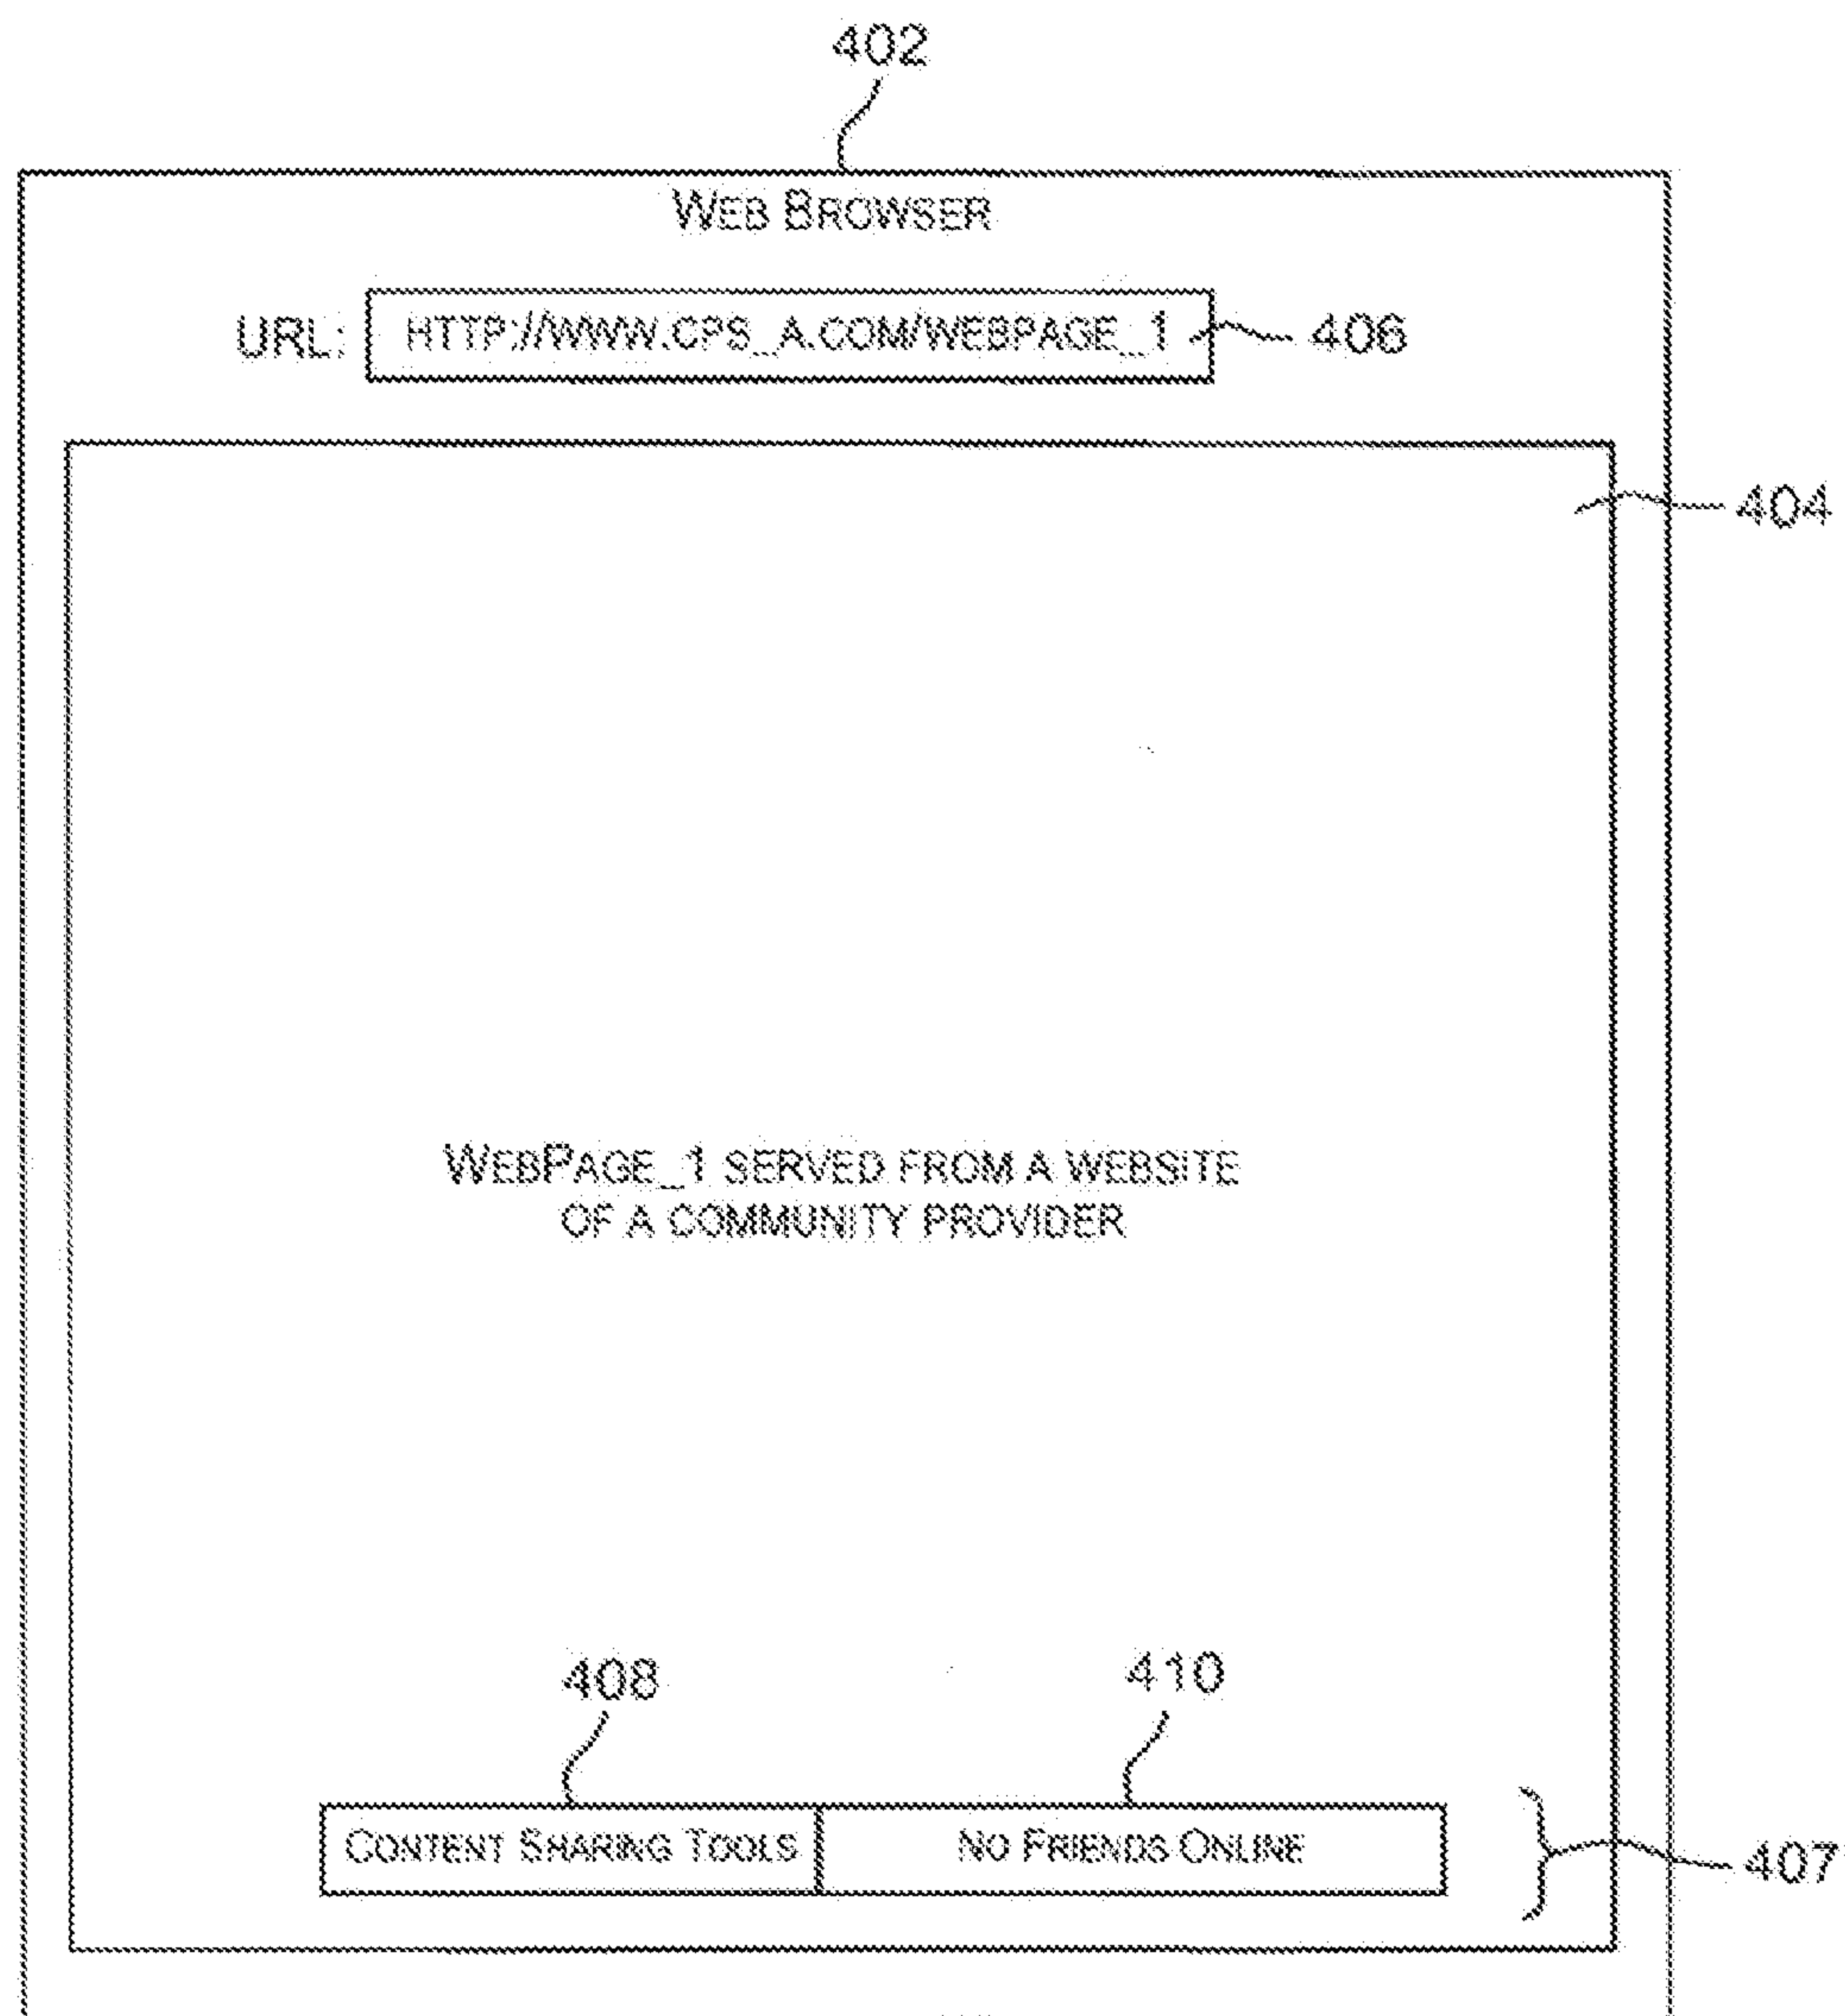 402
WEB BROWSER
URL: HTTP://WWW.CPS_A.COM/WEBPAGE_1
406
404
WEBPAGE_1 SERVED FROM A WEBSITE
OF A COMMUNITY PROVIDER
408
410
CONTENT SHARING TOOLS
NO FRIENDS ONLINE
407